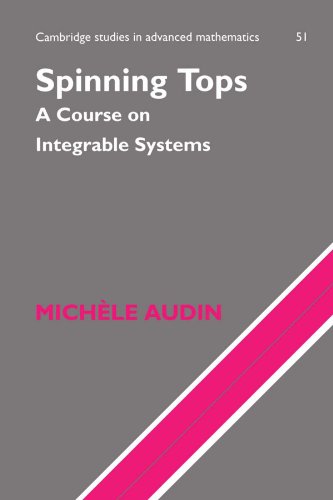 Cambridge studies in advanced mathematics 51
Spinning Tops
A Course on
Integrable Systems
MICHÈLE AUDIN